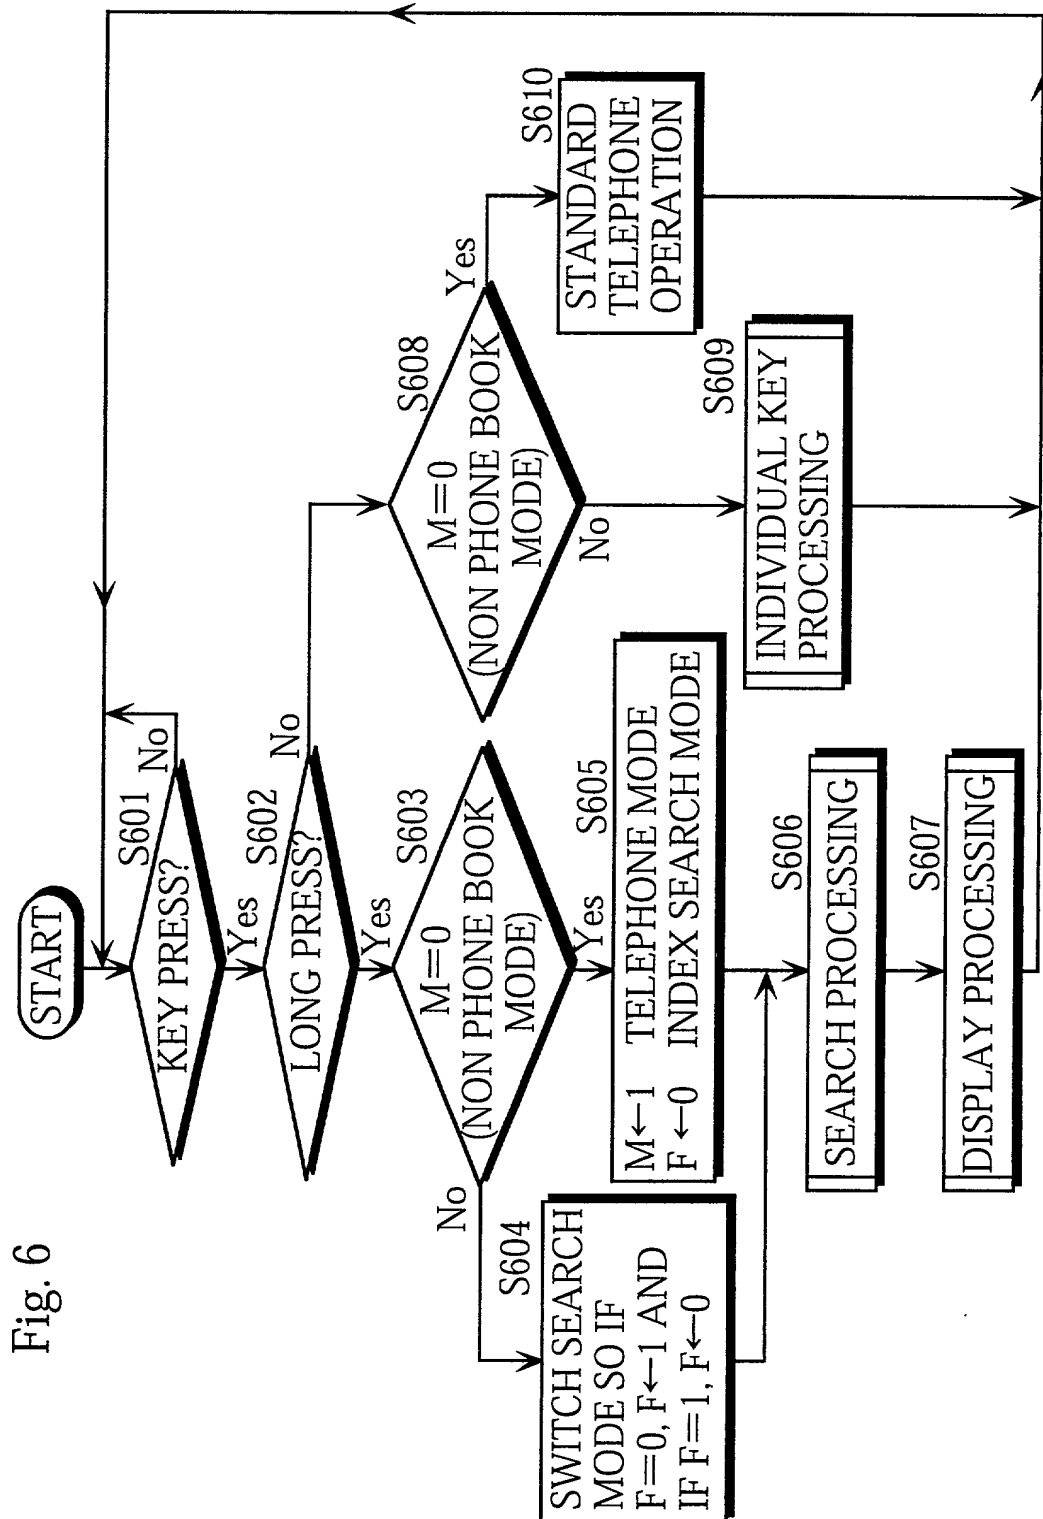 Fig. 6
START
S601
KEY PRESS?
No
Yes
S602
LONG PRESS?
No
Yes
S603
M=0
(NON PHONE BOOK
MODE)
No
Yes
S604
SWITCH SEARCH
MODE SO IF
F=0, F←1 AND
IF F=1, F←0
S605
M←1 TELEPHONE MODE
F←0 INDEX SEARCH MODE
S606
SEARCH PROCESSING
S607
DISPLAY PROCESSING
S608
M=0
(NON PHONE BOOK
MODE)
Yes
No
S609
INDIVIDUAL KEY
PROCESSING
S610
STANDARD
TELEPHONE
OPERATION